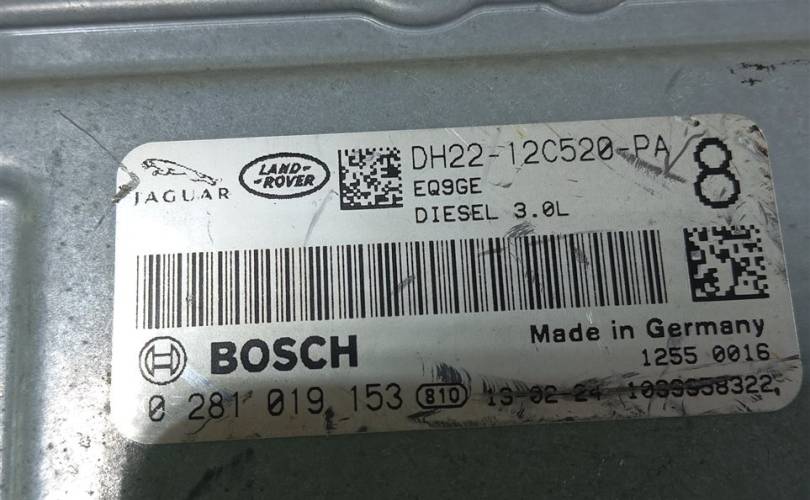 JAGUAR
LAND-
-ROVER
DH22-12C520-PA
8
EQ9GE
DIESEL 3.0L
BOSCH
Made in Germany
1255 0016
0 281 019 153 810